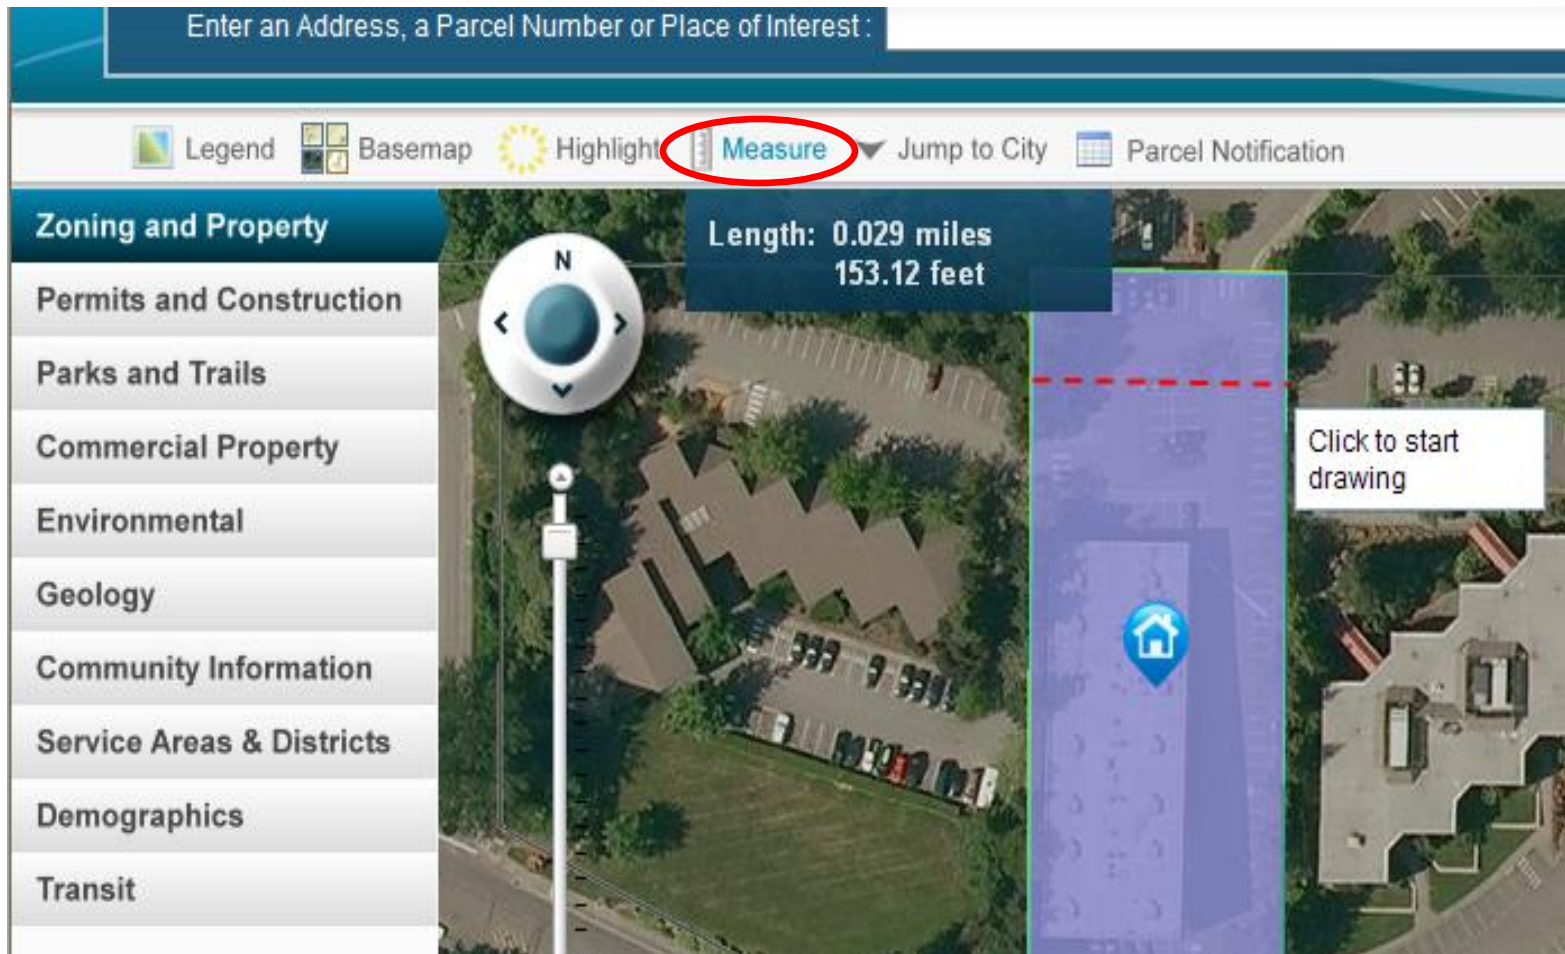 Enter an Address, a Parcel Number or Place of Interest :
Legend Basemap Highlight Measure Jump to City Parcel Notification
Zoning and Property
Permits and Construction
Parks and Trails
Commercial Property
Environmental
Geology
Community Information
Service Areas & Districts
Demographics
Transit
N
Length: 0.029 miles
153.12 feet
Click to start
drawing